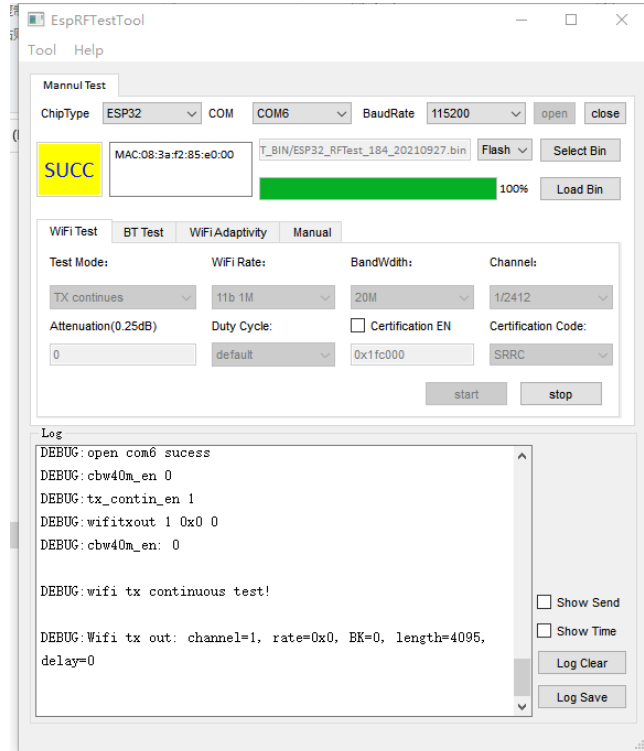 EspRFTestTool
Tool Help
Mannul Test
ChipType ESP32 COM COM6 BaudRate 115200 open close
SUCC MAC:08:3a:f2:85:e0:00 T_BIN/ESP32_RFTest_184_20210927.bin Flash Select Bin
100% Load Bin
WiFi Test BT Test WiFi Adaptivity Manual
Test Mode: WiFi Rate: BandWdith: Channel:
TX continues 11b 1M 20M 1/2412
Attenuation(0.25dB) Duty Cycle: Certification EN Certification Code:
0 default 0x1fc000 SRRC
start stop
Log
DEBUG:open com6 sucess
DEBUG:cbw40m_en 0
DEBUG:tx_contin_en 1
DEBUG:wifitxout 1 0x0 0
DEBUG:cbw40m_en: 0
DEBUG:wifi tx continuous test!
DEBUG:Wifi tx out: channel=1, rate=0x0, BK=0, length=4095,
delay=0
Show Send
Show Time
Log Clear
Log Save